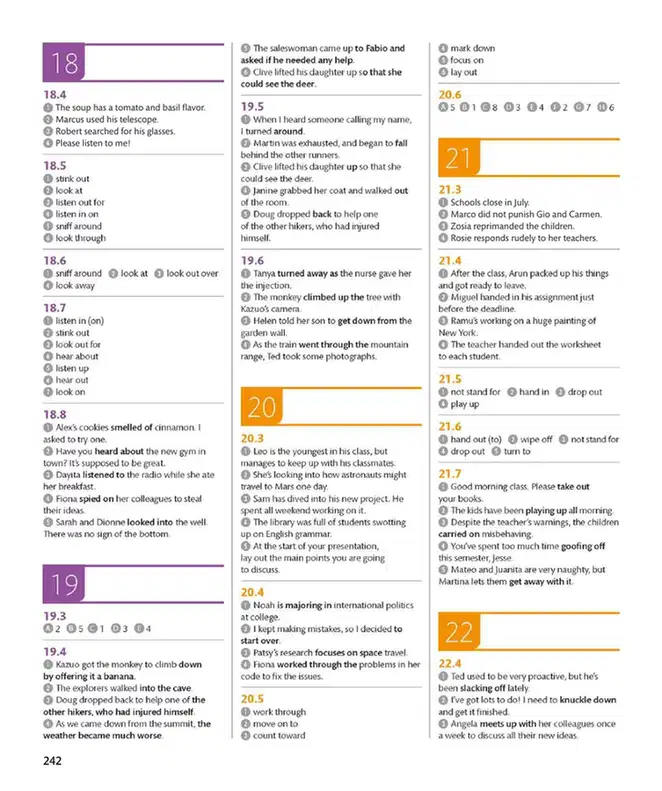 18
18.4
1 The soup has a tomato and basil flavor.
2 Marcus used his telescope.
3 Robert searched for his glasses.
4 Please listen to me!
18.5
1 stink out
2 look at
3 listen out for
4 listen in on
5 sniff around
6 look through
18.6
1 sniff around 2 look at 3 look out over
4 look away
18.7
1 listen in (on)
2 stink out
3 look out for
4 hear about
5 listen up
6 hear out
7 look on
18.8
1 Alex's cookies smelled of cinnamon. I
asked to try one.
2 Have you heard about the new gym in
town? It's supposed to be great.
3 Dayita listened to the radio while she ate
her breakfast.
4 Fiona spied on her colleagues to steal
their ideas.
5 Sarah and Dionne looked into the well.
There was no sign of the bottom.
19
19.3
A 2 B 5 C 1 D 3 E 4
19.4
1 Kazuo got the monkey to climb down
by offering it a banana.
2 The explorers walked into the cave.
3 Doug dropped back to help one of the
other hikers, who had injured himself.
4 As we came down from the summit, the
weather became much worse.
5 The saleswoman came up to Fabio and
asked if he needed any help.
6 Clive lifted his daughter up so that she
could see the deer.
19.5
1 When I heard someone calling my name,
I turned around.
2 Martin was exhausted, and began to fall
behind the other runners.
3 Clive lifted his daughter up so that she
could see the deer.
4 Janine grabbed her coat and walked out
of the room.
5 Doug dropped back to help one
of the other hikers, who had injured
himself.
19.6
1 Tanya turned away as the nurse gave her
the injection.
2 The monkey climbed up the tree with
Kazuo's camera.
3 Helen told her son to get down from the
garden wall.
4 As the train went through the mountain
range, Ted took some photographs.
20
20.3
1 Leo is the youngest in his class, but
manages to keep up with his classmates.
2 She's looking into how astronauts might
travel to Mars one day.
3 Sam has dived into his new project. He
spent all weekend working on it.
4 The library was full of students swotting
up on English grammar.
5 At the start of your presentation,
lay out the main points you are going
to discuss.
20.4
1 Noah is majoring in international politics
at college.
2 I kept making mistakes, so I decided to
start over.
3 Patsy's research focuses on space travel.
4 Fiona worked through the problems in her
code to fix the issues.
20.5
1 work through
2 move on to
3 count toward
4 mark down
5 focus on
6 lay out
20.6
A 5 B 1 C 8 D 3 E 4 F 2 G 7 H 6
21
21.3
1 Schools close in July.
2 Marco did not punish Gio and Carmen.
3 Zosia reprimanded the children.
4 Rosie responds rudely to her teachers.
21.4
1 After the class, Arun packed up his things
and got ready to leave.
2 Miguel handed in his assignment just
before the deadline.
3 Ramu's working on a huge painting of
New York.
4 The teacher handed out the worksheet
to each student.
21.5
1 not stand for 2 hand in 3 drop out
4 play up
21.6
1 hand out (to) 2 wipe off 3 not stand for
4 drop out 5 turn to
21.7
1 Good morning class. Please take out
your books.
2 The kids have been playing up all morning.
3 Despite the teacher's warnings, the children
carried on misbehaving.
4 You've spent too much time goofing off
this semester, Jesse.
5 Mateo and Juanita are very naughty, but
Martina lets them get away with it.
22
22.4
1 Ted used to be very proactive, but he's
been slacking off lately.
2 I've got lots to do! I need to knuckle down
and get it finished.
3 Angela meets up with her colleagues once
a week to discuss all their new ideas.
242